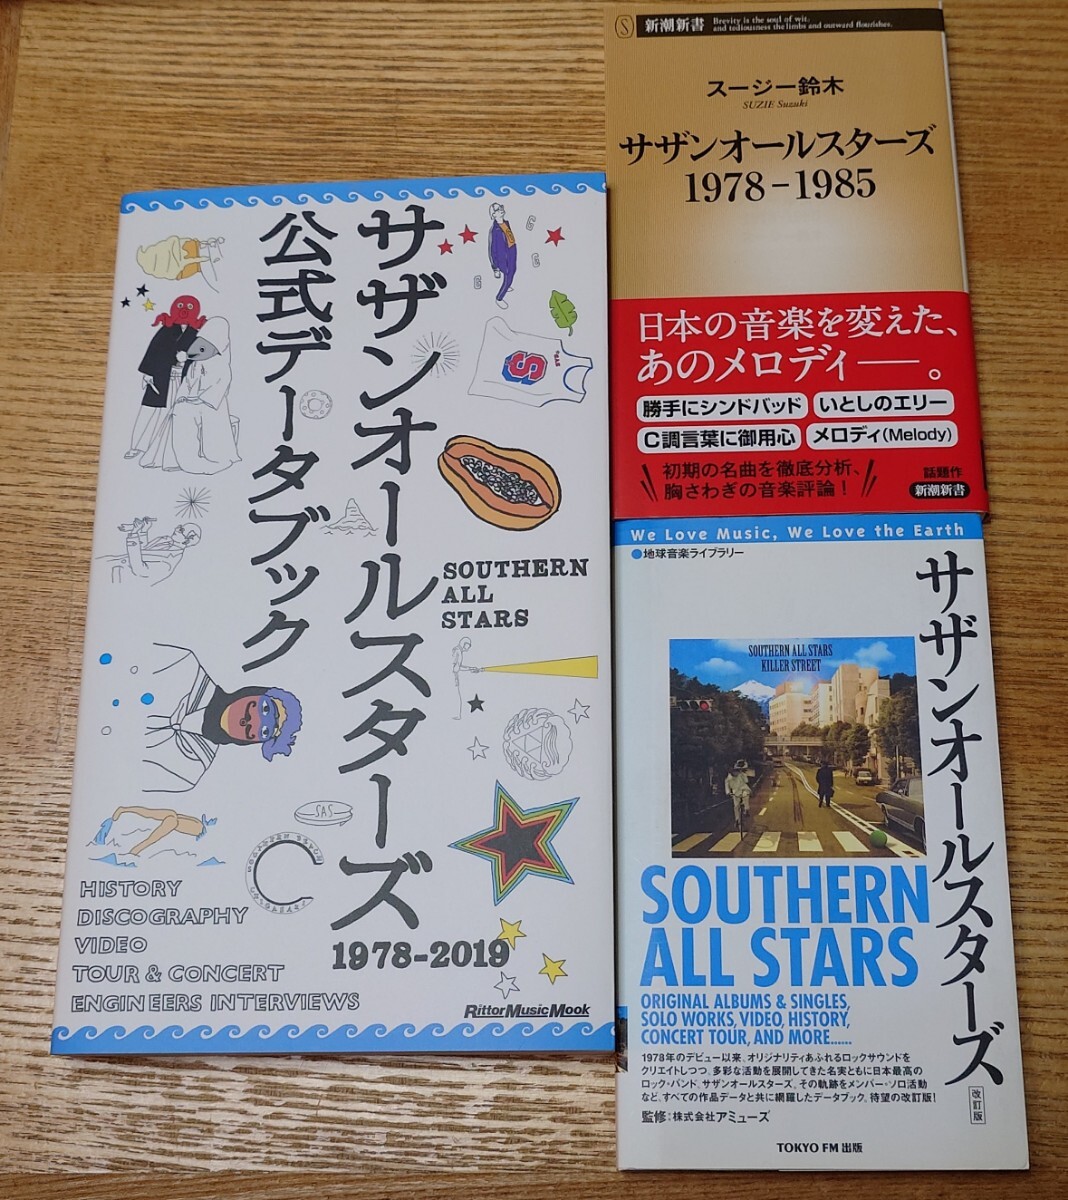 サザンオールスターズ
公式データブック
SOUTHERN
ALL
STARS
SAS
S
HISTORY
DISCOGRAPHY
VIDEO
TOUR & CONCERT
ENGINEERS INTERVIEWS
1978-2019
RittorMusicMook
S 新潮新書
Brevity is the soul of wit,
and tediousness the limbs and outward flourishes.
スージー鈴木
SUZIE Suzuki
サザンオールスターズ
1978-1985
日本の音楽を変えた、
あのメロディ――。
勝手にシンドバッド いとしのエリー
C調言葉に御用心 メロディ(Melody)
初期の名曲を徹底分析、
胸さわぎの音楽評論!
話題作
新潮新書
We Love Music, We Love the Earth
●地球音楽ライブラリー
サザンオールスターズ
改訂版
SOUTHERN ALL STARS
KILLER STREET
SOUTHERN
ALL STARS
ORIGINAL ALBUMS & SINGLES,
SOLO WORKS, VIDEO, HISTORY,
CONCERT TOUR, AND MORE......
1978年のデビュー以来、オリジナリティあふれるロックサウンドを
クリエイトしつつ、多彩な活動を展開してきた名実ともに日本最高の
ロック・バンド、サザンオールスターズ。その軌跡をメンバー・ソロ活動
など、すべての作品データと共に網羅したデータブック。待望の改訂版!
監修:株式会社アミューズ
TOKYO FM 出版